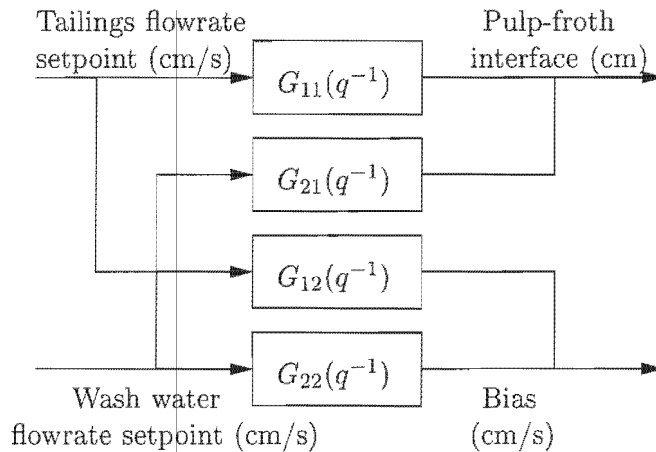 Tailings flowrate
setpoint (cm/s)
Pulp-froth
interface (cm)
G₁₁(q⁻¹)
G₂₁(q⁻¹)
G₁₂(q⁻¹)
G₂₂(q⁻¹)
Wash water
flowrate setpoint (cm/s)
Bias
(cm/s)